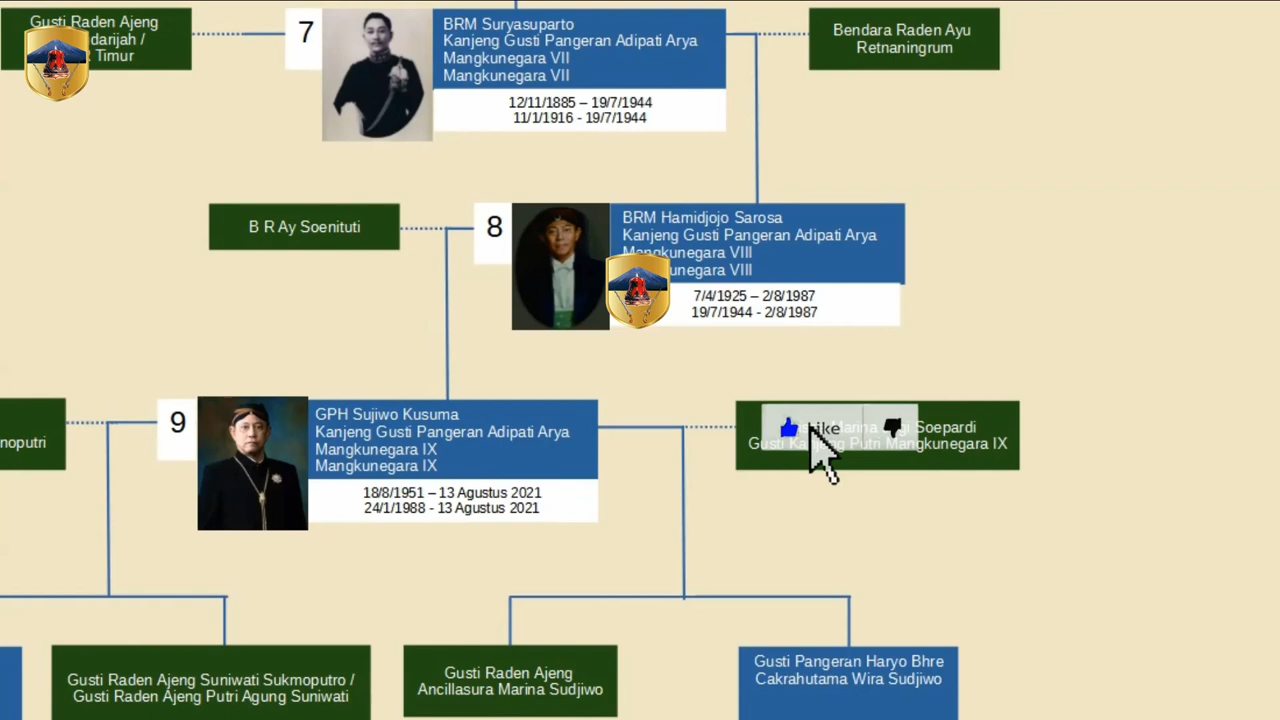 Gusti Raden Ajeng
darijah /
Timur
7
BRM Suryasuparto
Kanjeng Gusti Pangeran Adipati Arya
Mangkunegara VII
Mangkunegara VII
12/11/1885 – 19/7/1944
11/1/1916 - 19/7/1944
Bendara Raden Ayu
Retnaningrum
B R Ay Soenituti
8
BRM Hamidjojo Sarosa
Kanjeng Gusti Pangeran Adipati Arya
Mangkunegara VIII
unegara VIII
7/4/1925 – 2/8/1987
19/7/1944 - 2/8/1987
noputri
9
GPH Sujiwo Kusuma
Kanjeng Gusti Pangeran Adipati Arya
Mangkunegara IX
Mangkunegara IX
18/8/1951 – 13 Agustus 2021
24/1/1988 - 13 Agustus 2021
Soepardi
Gusti Kanjeng Putri Mangkunegara IX
Gusti Raden Ajeng Suniwati Sukmoputro /
Gusti Raden Ajeng Putri Agung Suniwati
Gusti Raden Ajeng
Ancillasura Marina Sudjiwo
Gusti Pangeran Haryo Bhre
Cakrahutama Wira Sudjiwo